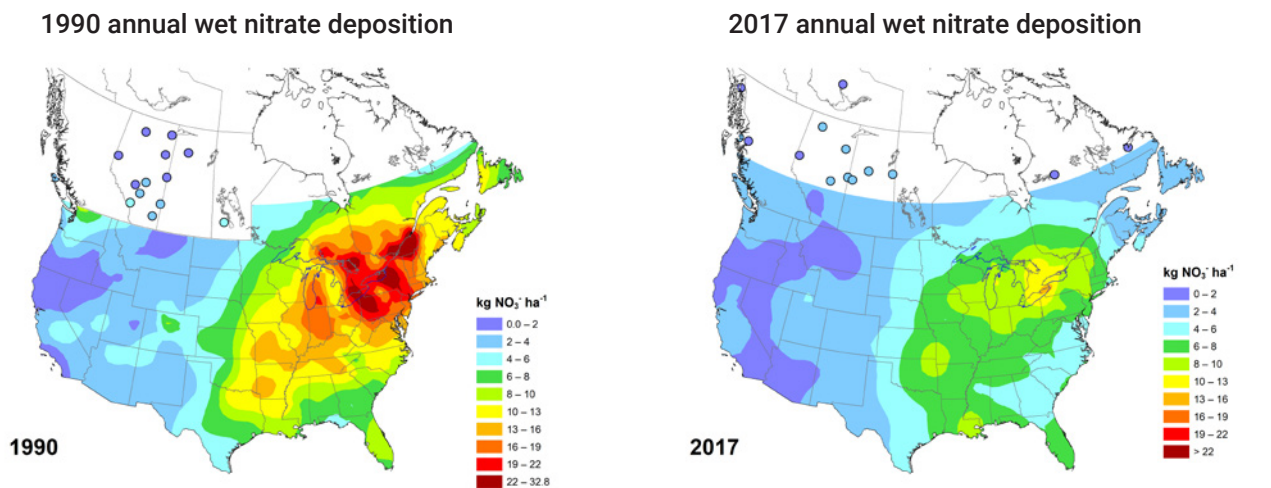 1990 annual wet nitrate deposition
2017 annual wet nitrate deposition
kg NO₃⁻ ha⁻¹
0.0 – 2
2 – 4
4 – 6
6 – 8
8 – 10
10 – 13
13 – 16
16 – 19
19 – 22
22 – 32.8
1990
kg NO₃⁻ ha⁻¹
0 – 2
2 – 4
4 – 6
6 – 8
8 – 10
10 – 13
13 – 16
16 – 19
19 – 22
> 22
2017